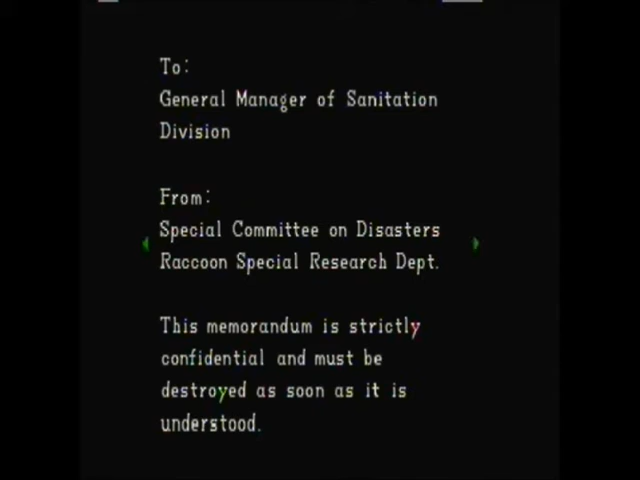 To:
General Manager of Sanitation
Division
From:
Special Committee on Disasters
Raccoon Special Research Dept.
This memorandum is strictly
confidential and must be
destroyed as soon as it is
understood.